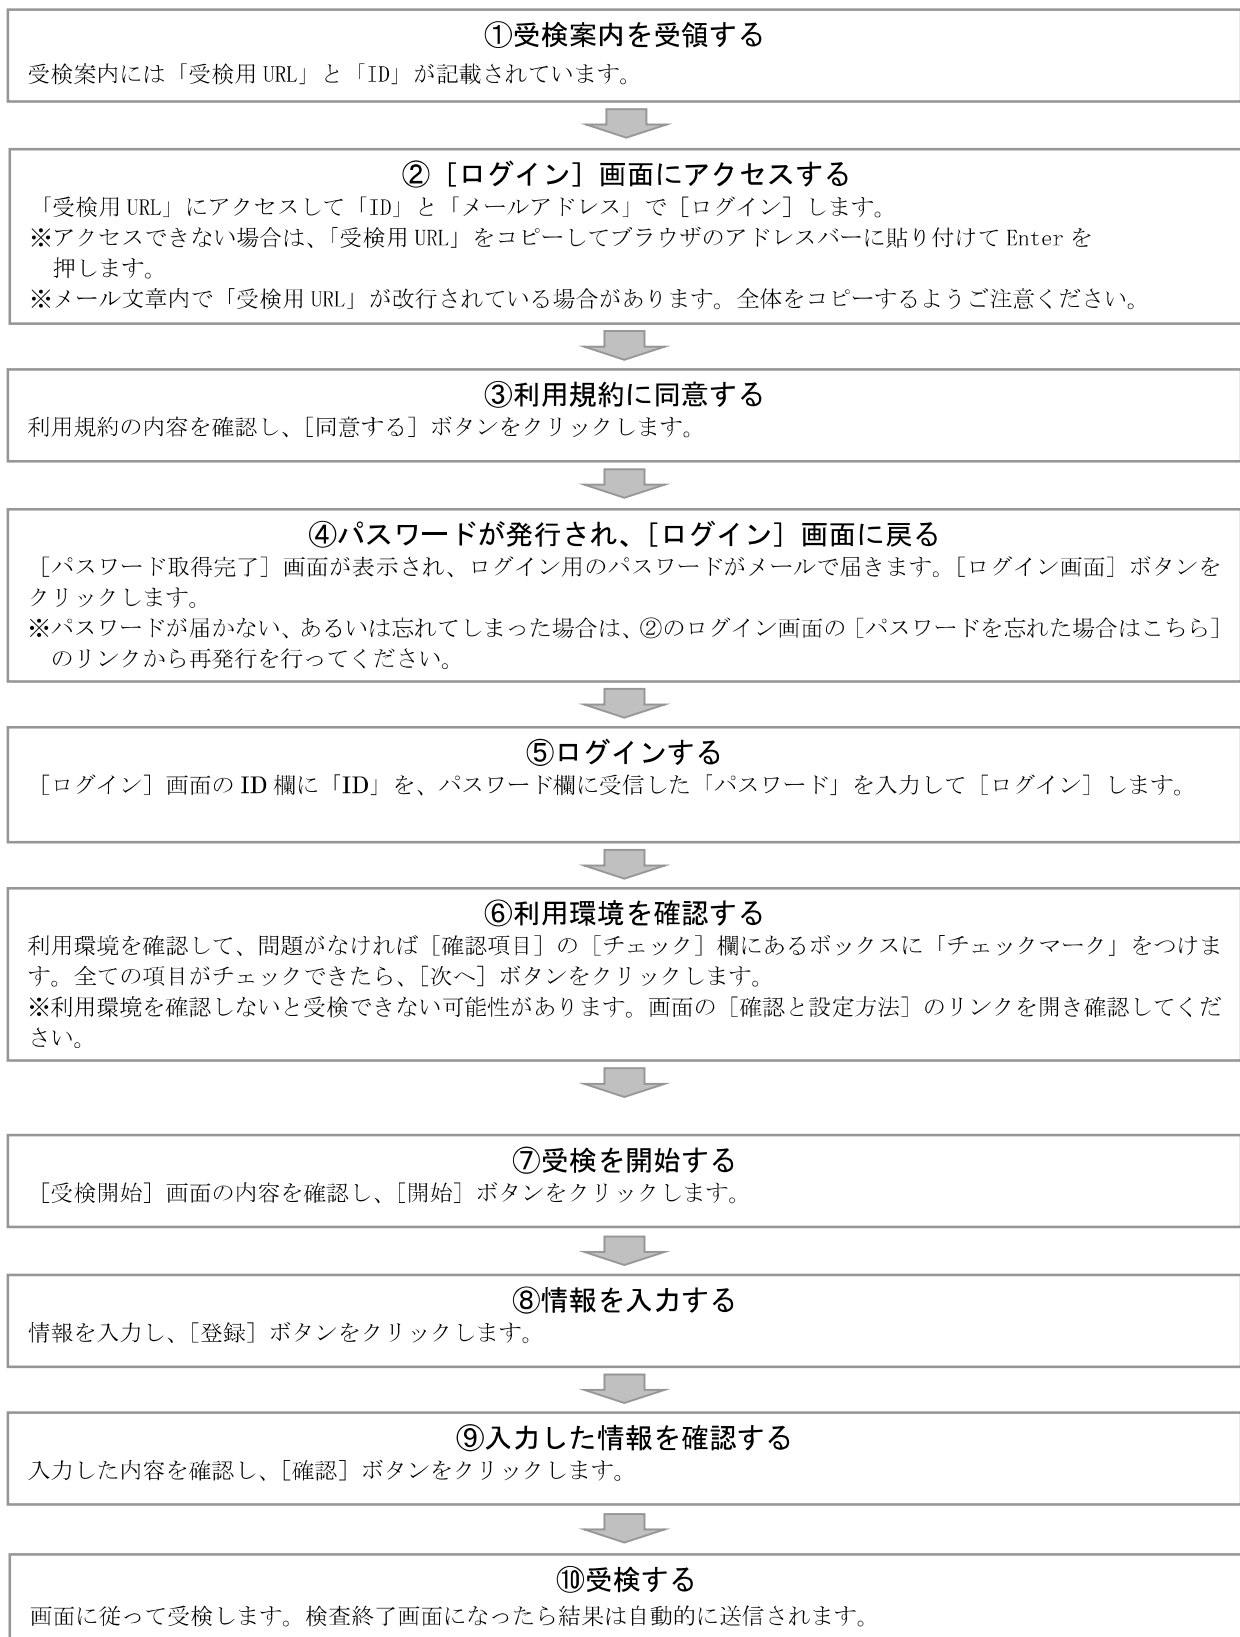 ①受検案内を受領する
受検案内には「受検用 URL」と「ID」が記載されています。
②［ログイン］画面にアクセスする
「受検用 URL」にアクセスして「ID」と「メールアドレス」で［ログイン］します。
※アクセスできない場合は、「受検用 URL」をコピーしてブラウザのアドレスバーに貼り付けて Enter を
押します。
※メール文章内で「受検用 URL」が改行されている場合があります。全体をコピーするようご注意ください。
③利用規約に同意する
利用規約の内容を確認し、［同意する］ボタンをクリックします。
④パスワードが発行され、［ログイン］画面に戻る
［パスワード取得完了］画面が表示され、ログイン用のパスワードがメールで届きます。［ログイン画面］ボタンを
クリックします。
※パスワードが届かない、あるいは忘れてしまった場合は、②のログイン画面の［パスワードを忘れた場合はこちら］
のリンクから再発行を行ってください。
⑤ログインする
［ログイン］画面の ID 欄に「ID」を、パスワード欄に受信した「パスワード」を入力して［ログイン］します。
⑥利用環境を確認する
利用環境を確認して、問題がなければ［確認項目］の［チェック］欄にあるボックスに「チェックマーク」をつけま
す。全ての項目がチェックできたら、［次へ］ボタンをクリックします。
※利用環境を確認しないと受検できない可能性があります。画面の［確認と設定方法］のリンクを開き確認してくだ
さい。
⑦受検を開始する
［受検開始］画面の内容を確認し、［開始］ボタンをクリックします。
⑧情報を入力する
情報を入力し、［登録］ボタンをクリックします。
⑨入力した情報を確認する
入力した内容を確認し、［確認］ボタンをクリックします。
⑩受検する
画面に従って受検します。検査終了画面になったら結果は自動的に送信されます。